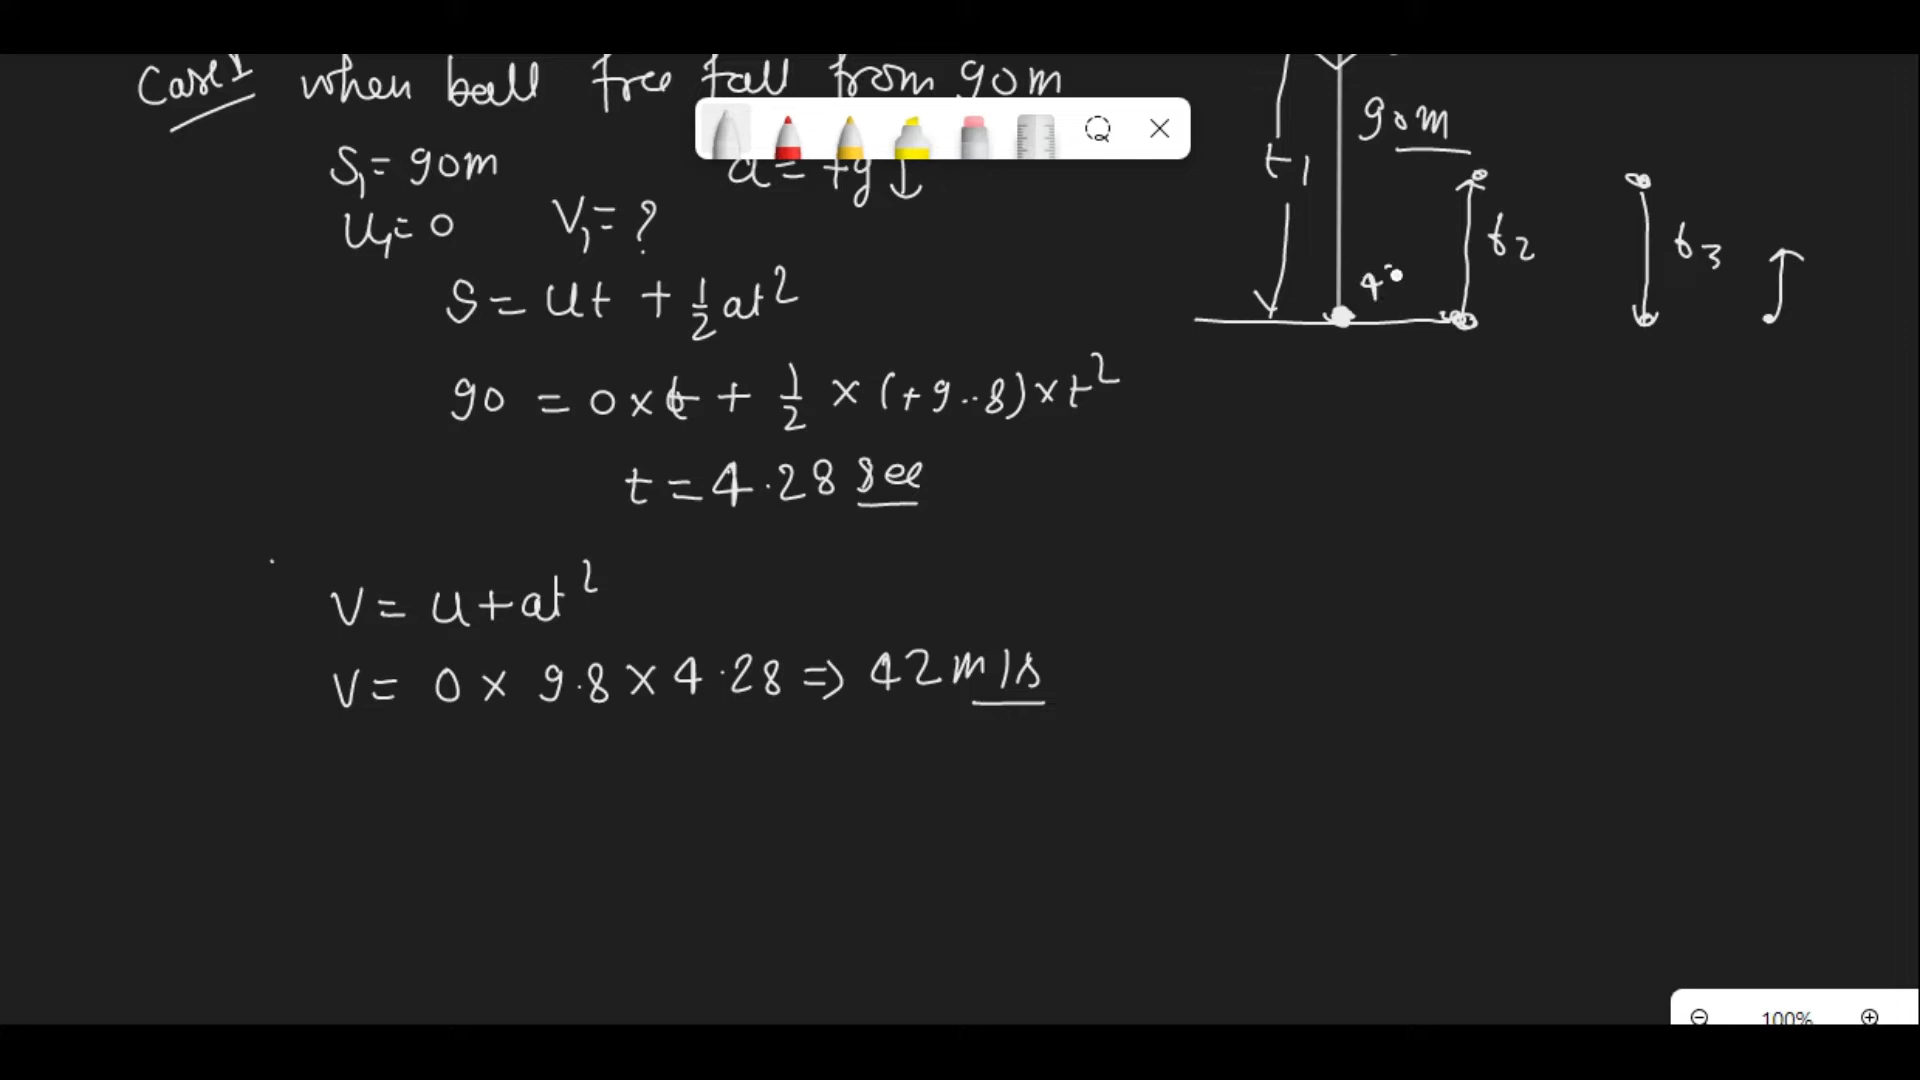 Case I when ball free fall from 90m
S₁ = 90m a = +g ↓
u₁ = 0 V₁ = ?
S = ut + 1/2 at²
90 = 0 × t + 1/2 × (+9..8) × t²
t = 4.28 sec
V = u + at²
V = 0 × 9.8 × 4.28 ⇒ 42 m/s
90m
t₁
t₂
t₃
100%